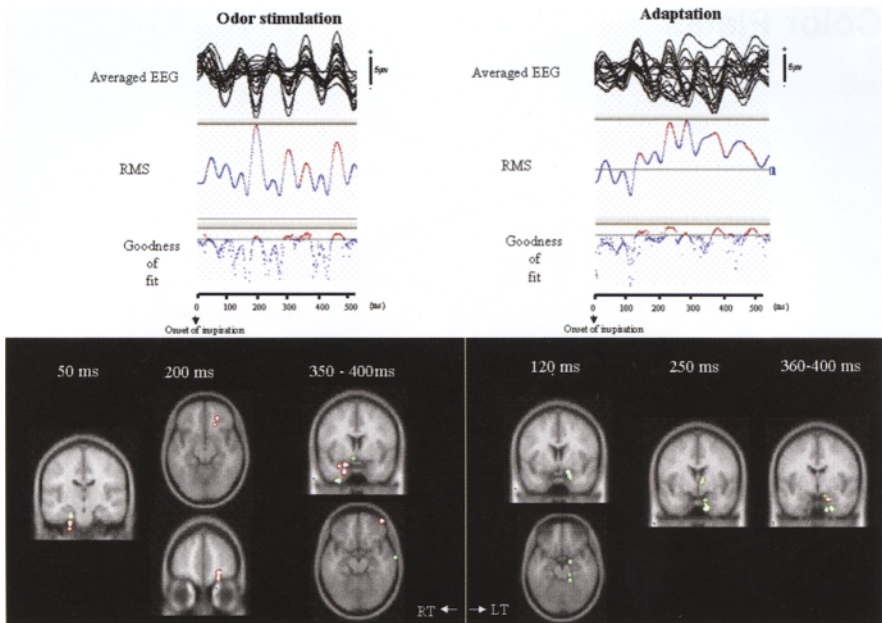 Odor stimulation
Averaged EEG
+
5μv
RMS
Goodness
of
fit
0 100 200 300 400 500 (ms)
Onset of inspiration
Adaptation
Averaged EEG
+
5μv
RMS
Goodness
of
fit
0 100 200 300 400 500 (ms)
Onset of inspiration
50 ms
200 ms
350 - 400ms
120 ms
250 ms
360-400 ms
RT ← → LT